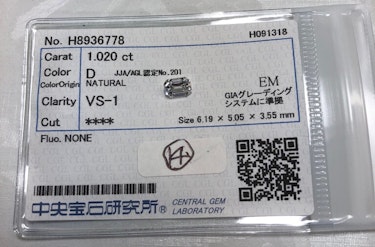 No. H8936778 H091318
Carat 1.020 ct
Color D JJA/AGL認定No.201
ColorOrigin NATURAL EM
Clarity VS-1 GIAグレーディング
システムに準拠
Cut ****
Size 6.19 × 5.05 × 3.55 mm
Fluo. NONE
中央宝石研究所® CENTRAL GEM
LABORATORY